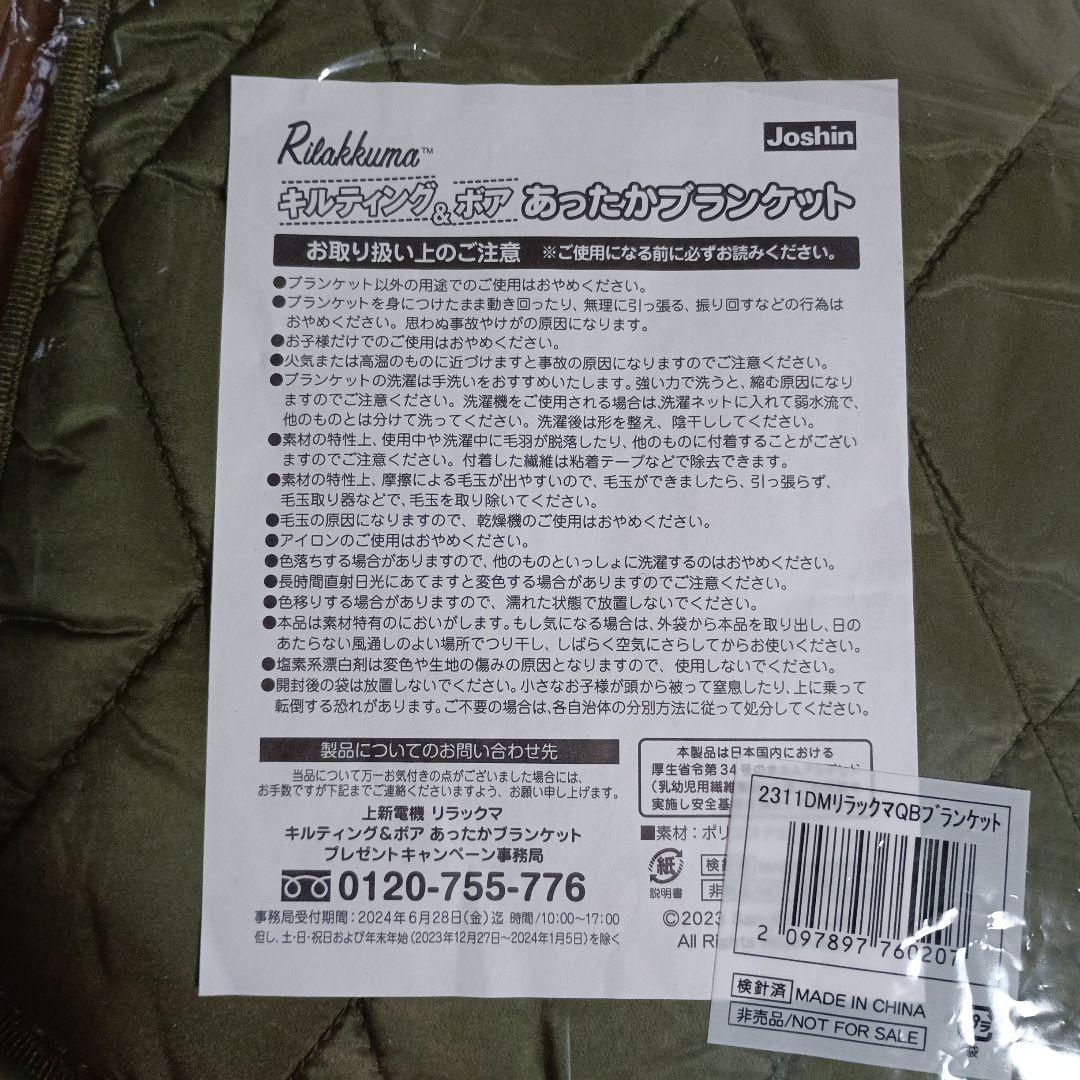 Rilakkuma™
Joshin
キルティング&ボア あったかブランケット
お取り扱い上のご注意 ※ご使用になる前に必ずお読みください。
●ブランケット以外の用途でのご使用はおやめください。
●ブランケットを身につけたまま動き回ったり、無理に引っ張る、振り回すなどの行為は
おやめください。思わぬ事故やけがの原因になります。
●お子様だけでのご使用はおやめください。
●火気または高温のものに近づけますと事故の原因になりますのでご注意ください。
●ブランケットの洗濯は手洗いをおすすめいたします。強い力で洗うと、縮む原因になり
ますのでご注意ください。洗濯機をご使用される場合は、洗濯ネットに入れて弱水流で、
他のものとは分けて洗ってください。洗濯後は形を整え、陰干ししてください。
●素材の特性上、使用中や洗濯中に毛羽が脱落したり、他のものに付着することがござい
ますのでご注意ください。付着した繊維は粘着テープなどで除去できます。
●素材の特性上、摩擦による毛玉が出やすいので、毛玉ができましたら、引っ張らず、
毛玉取り器などで、毛玉を取り除いてください。
●毛玉の原因になりますので、乾燥機のご使用はおやめください。
●アイロンのご使用はおやめください。
●色落ちする場合がありますので、他のものといっしょに洗濯するのはおやめください。
●長時間直射日光にあてますと変色する場合がありますのでご注意ください。
●色移りする場合がありますので、濡れた状態で放置しないでください。
●本品は素材特有のにおいがします。もし気になる場合は、外袋から本品を取り出し、日の
あたらない風通しのよい場所でつり干し、しばらく空気にさらしてからお使いください。
●塩素系漂白剤は変色や生地の傷みの原因となりますので、使用しないでください。
●開封後の袋は放置しないでください。小さなお子様が頭から被って窒息したり、上に乗って
転倒する恐れがあります。ご不要の場合は、各自治体の分別方法に従って処分してください。
製品についてのお問い合わせ先
当品について万一お気付きの点がございました場合には、
お手数ですが下記までご連絡くださいますよう、お願い申し上げます。
上新電機 リラックマ
キルティング&ボア あったかブランケット
プレゼントキャンペーン事務局
0120-755-776
事務局受付期間：2024年6月28日(金)迄 時間/10:00〜17:00
但し、土・日・祝日および年末年始(2023年12月27日〜2024年1月5日)を除く
本製品は日本国内における
厚生省令第34号
(乳幼児用繊維
実施し安全基
■素材：ポリ
紙
説明書
検
非
©2023
All Rights
2311DMリラックマQBブランケット
2 097897 760207
検針済 MADE IN CHINA
非売品/NOT FOR SALE
プラ
袋